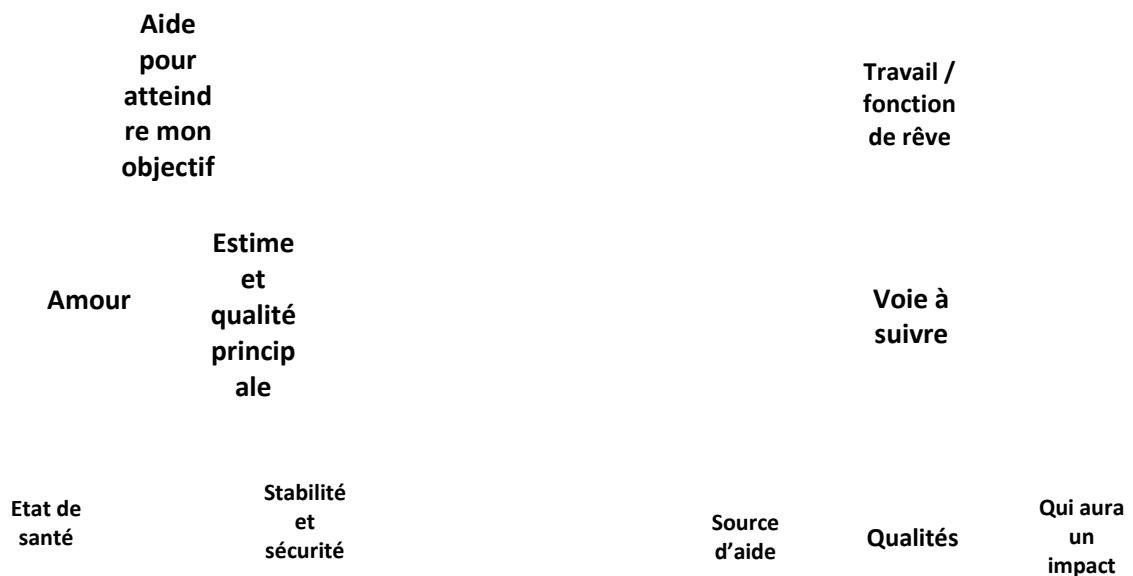 Aide
pour
atteind
re mon
objectif
Travail /
fonction
de rêve
Amour
Estime
et
qualité
princip
ale
Voie à
suivre
Etat de
santé
Stabilité
et
sécurité
Source
d’aide
Qualités
Qui aura
un
impact